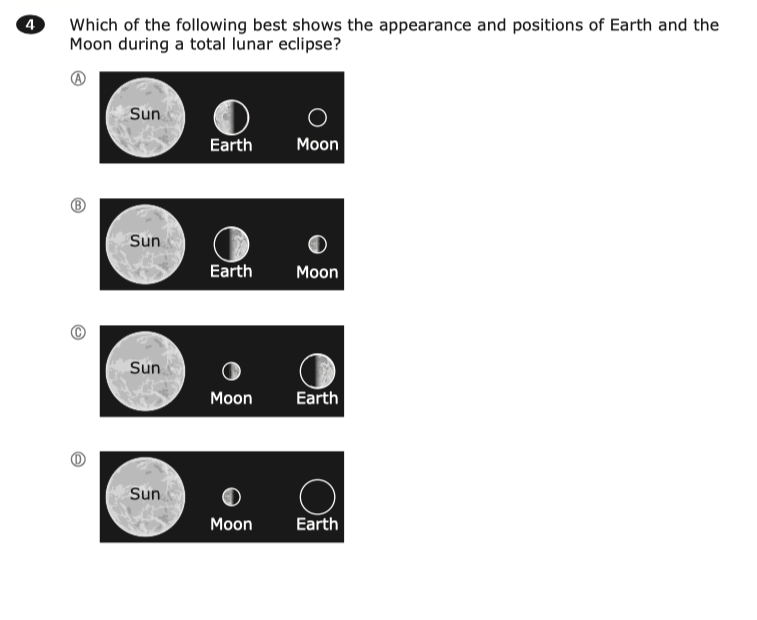 4 Which of the following best shows the appearance and positions of Earth and the
Moon during a total lunar eclipse?
Ⓐ
Sun
Earth Moon
Ⓑ
Sun
Earth Moon
Ⓒ
Sun
Moon Earth
Ⓓ
Sun
Moon Earth